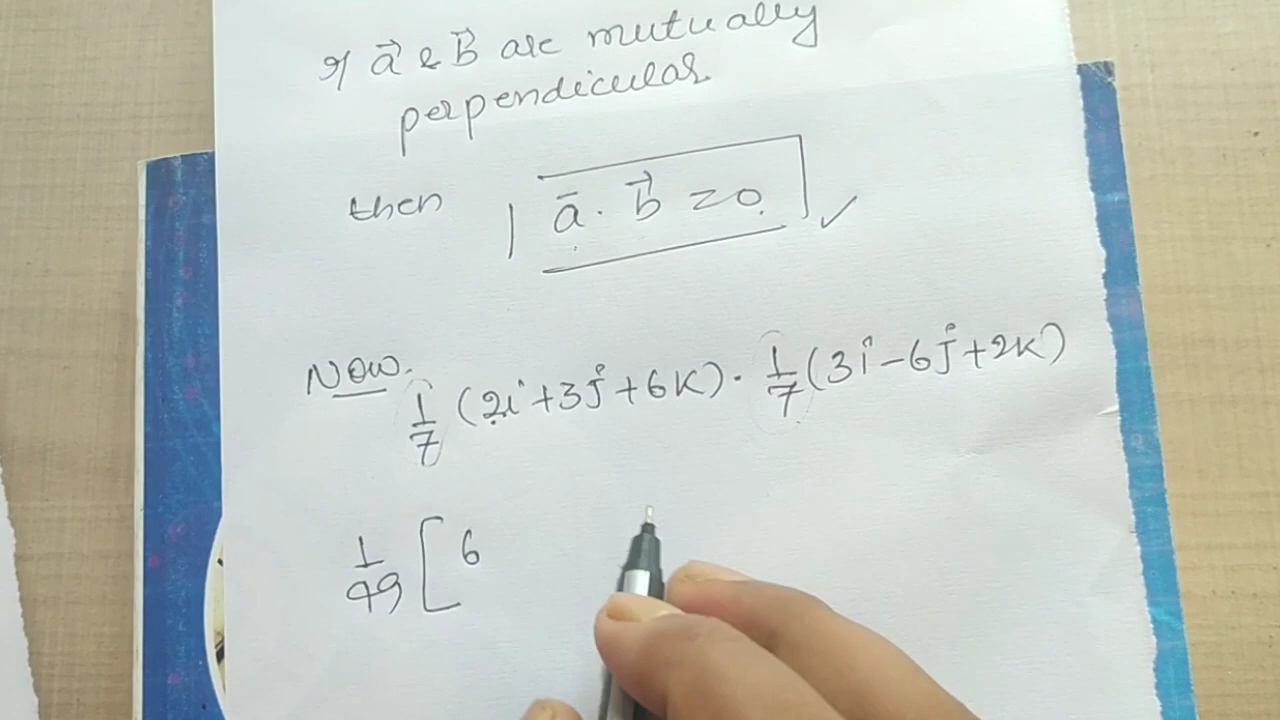 If a⃗ & b⃗ are mutually
perpendicular
then | a̅ . b⃗ = 0. ✓
Now.
1/7 (2i + 3j + 6k) . 1/7 (3i - 6j + 2k)
1/49 [ 6